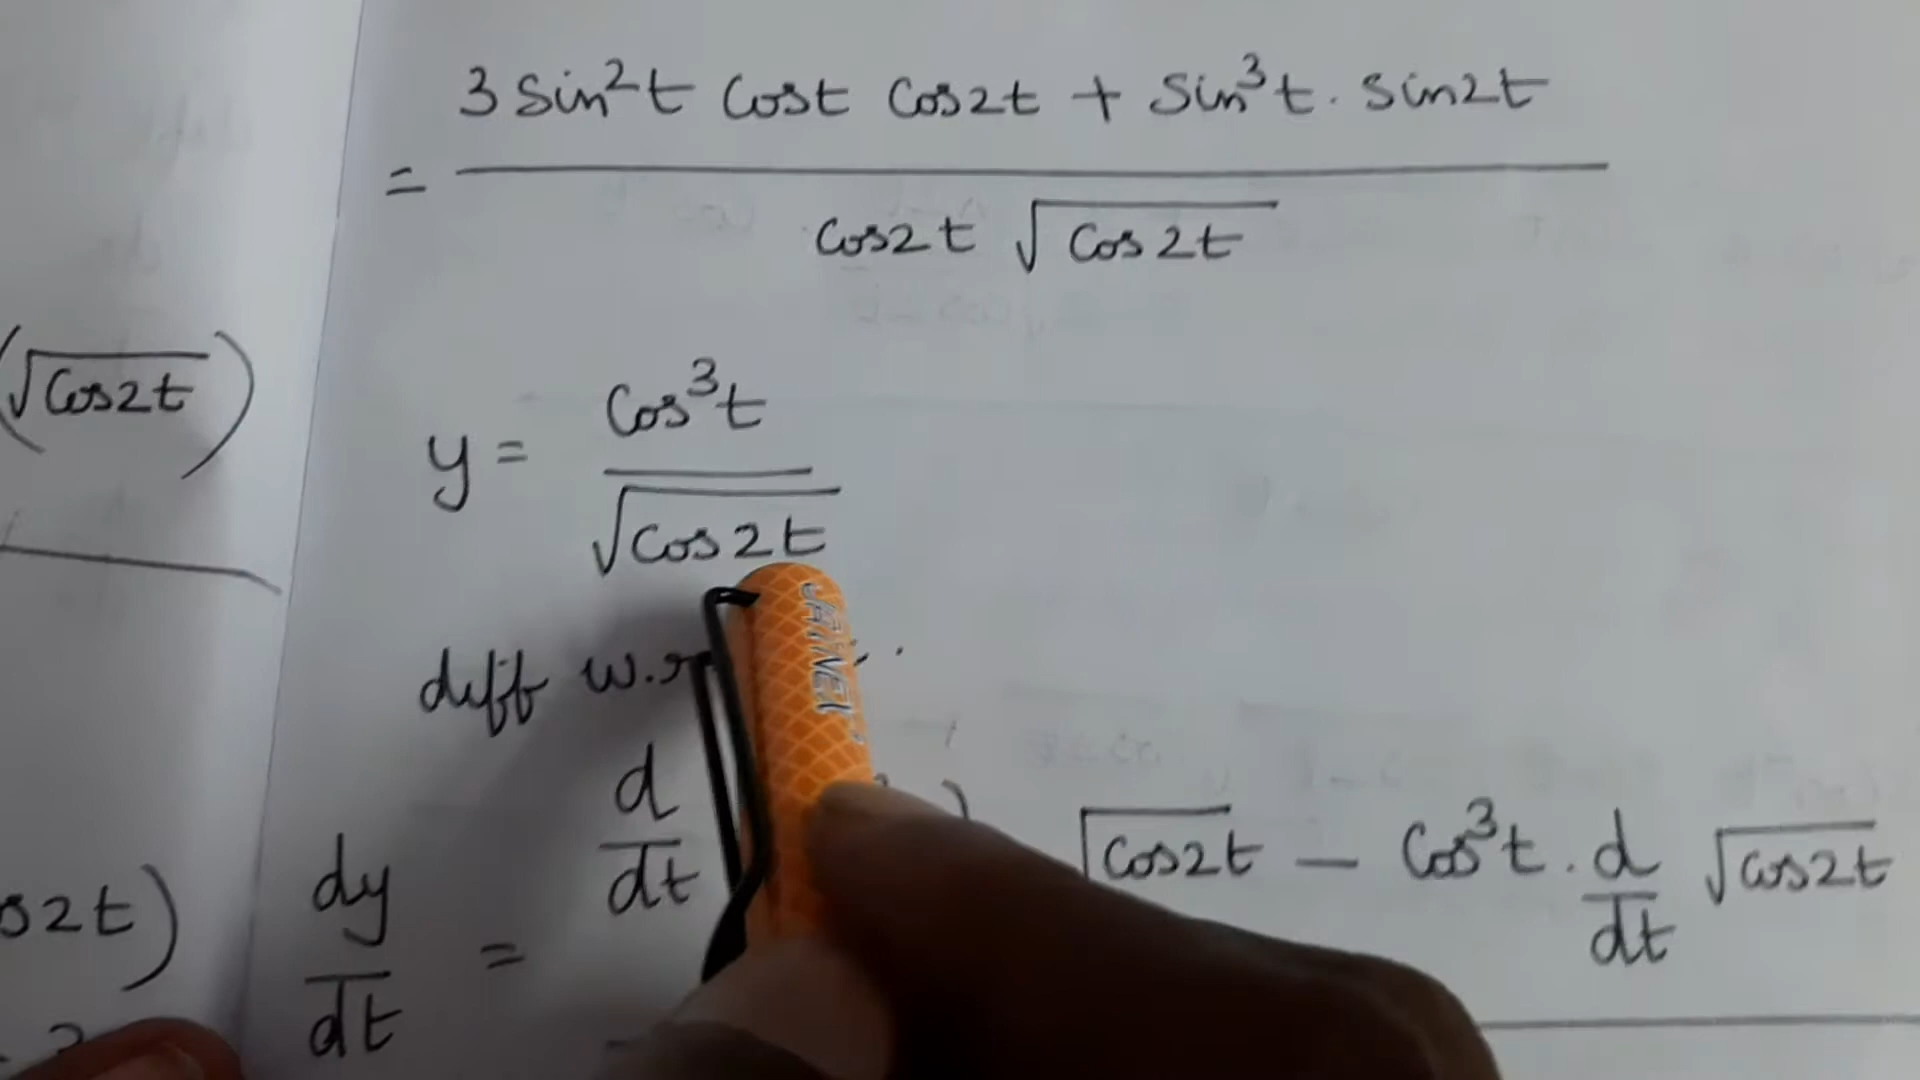 = 3 sin²t cost cos2t + sin³t . sin2t
cos2t √cos2t
(√cos2t)
y = cos³t
√cos2t
diff w.r
dy/dt = d/dt √cos2t − cos³t . d/dt √cos2t
s2t)